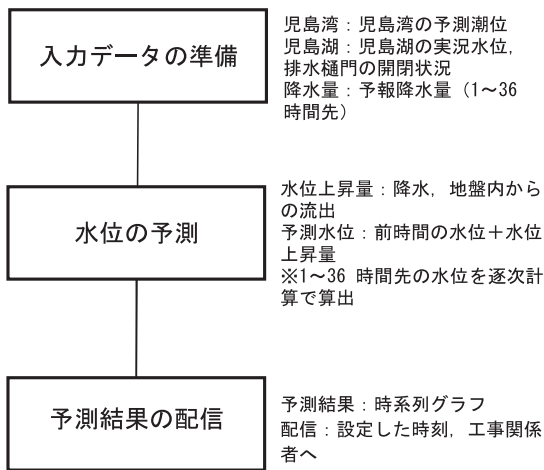 入力データの準備
児島湾：児島湾の予測潮位
児島湖：児島湖の実況水位，
排水樋門の開閉状況
降水量：予報降水量（1～36
時間先）
水位の予測
水位上昇量：降水，地盤内から
の流出
予測水位：前時間の水位＋水位
上昇量
※1～36 時間先の水位を逐次計
算で算出
予測結果の配信
予測結果：時系列グラフ
配信：設定した時刻，工事関係
者へ